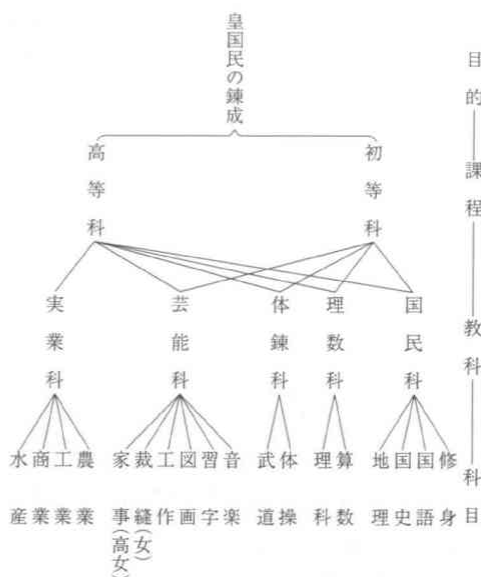 目的
課程
教科
科目
皇国民の錬成
初等科
高等科
国民科
理数科
体錬科
芸能科
実業科
修身
国語
国史
地理
算数
理科
体操
武道
音楽
習字
図画
工作
裁縫(女)
家事(高女)
農業
工業
商業
水産